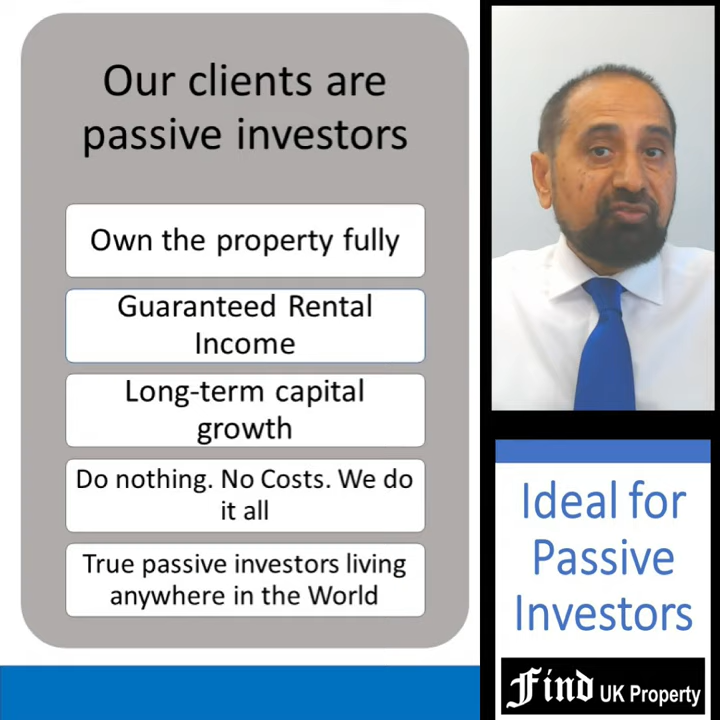 Our clients are
passive investors
Own the property fully
Guaranteed Rental
Income
Long-term capital
growth
Do nothing. No Costs. We do
it all
True passive investors living
anywhere in the World
Ideal for
Passive
Investors
Find UK Property